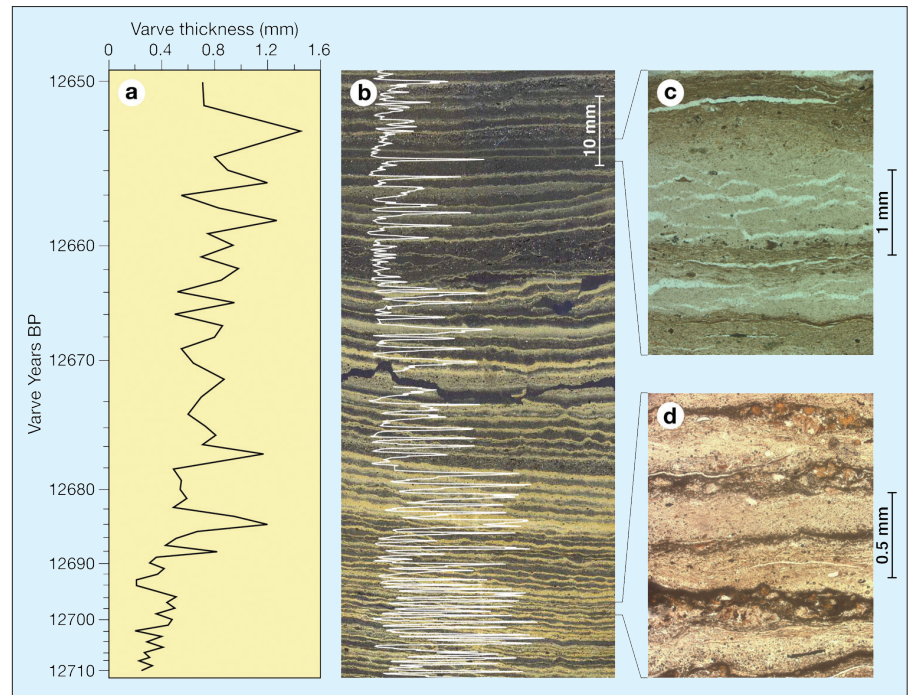 Varve thickness (mm)
0 0.4 0.8 1.2 1.6
Varve Years BP
12650
12660
12670
12680
12690
12700
12710
a
b
10 mm
c
1 mm
d
0.5 mm